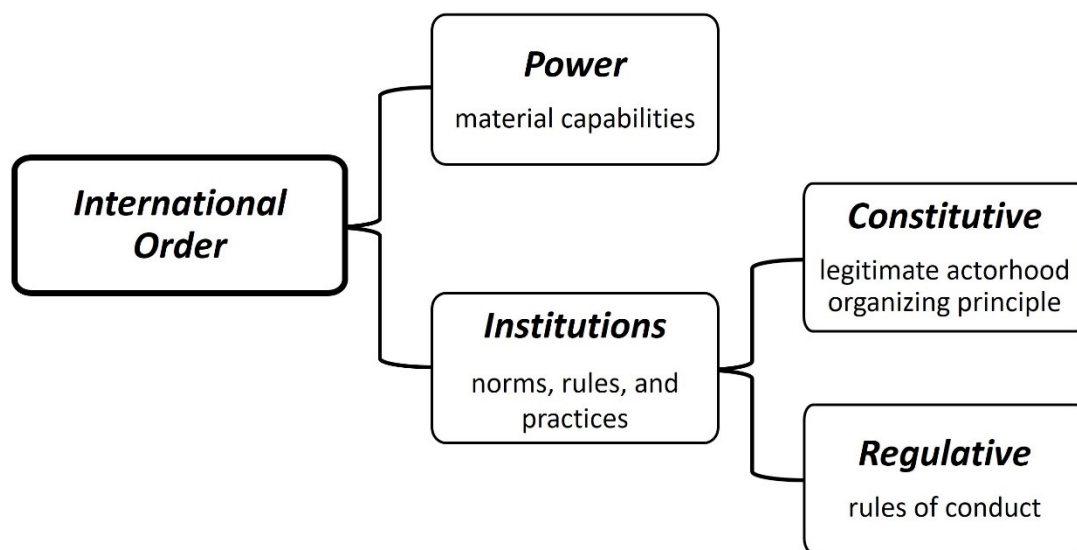 International
Order
Power
material capabilities
Institutions
norms, rules, and
practices
Constitutive
legitimate actorhood
organizing principle
Regulative
rules of conduct